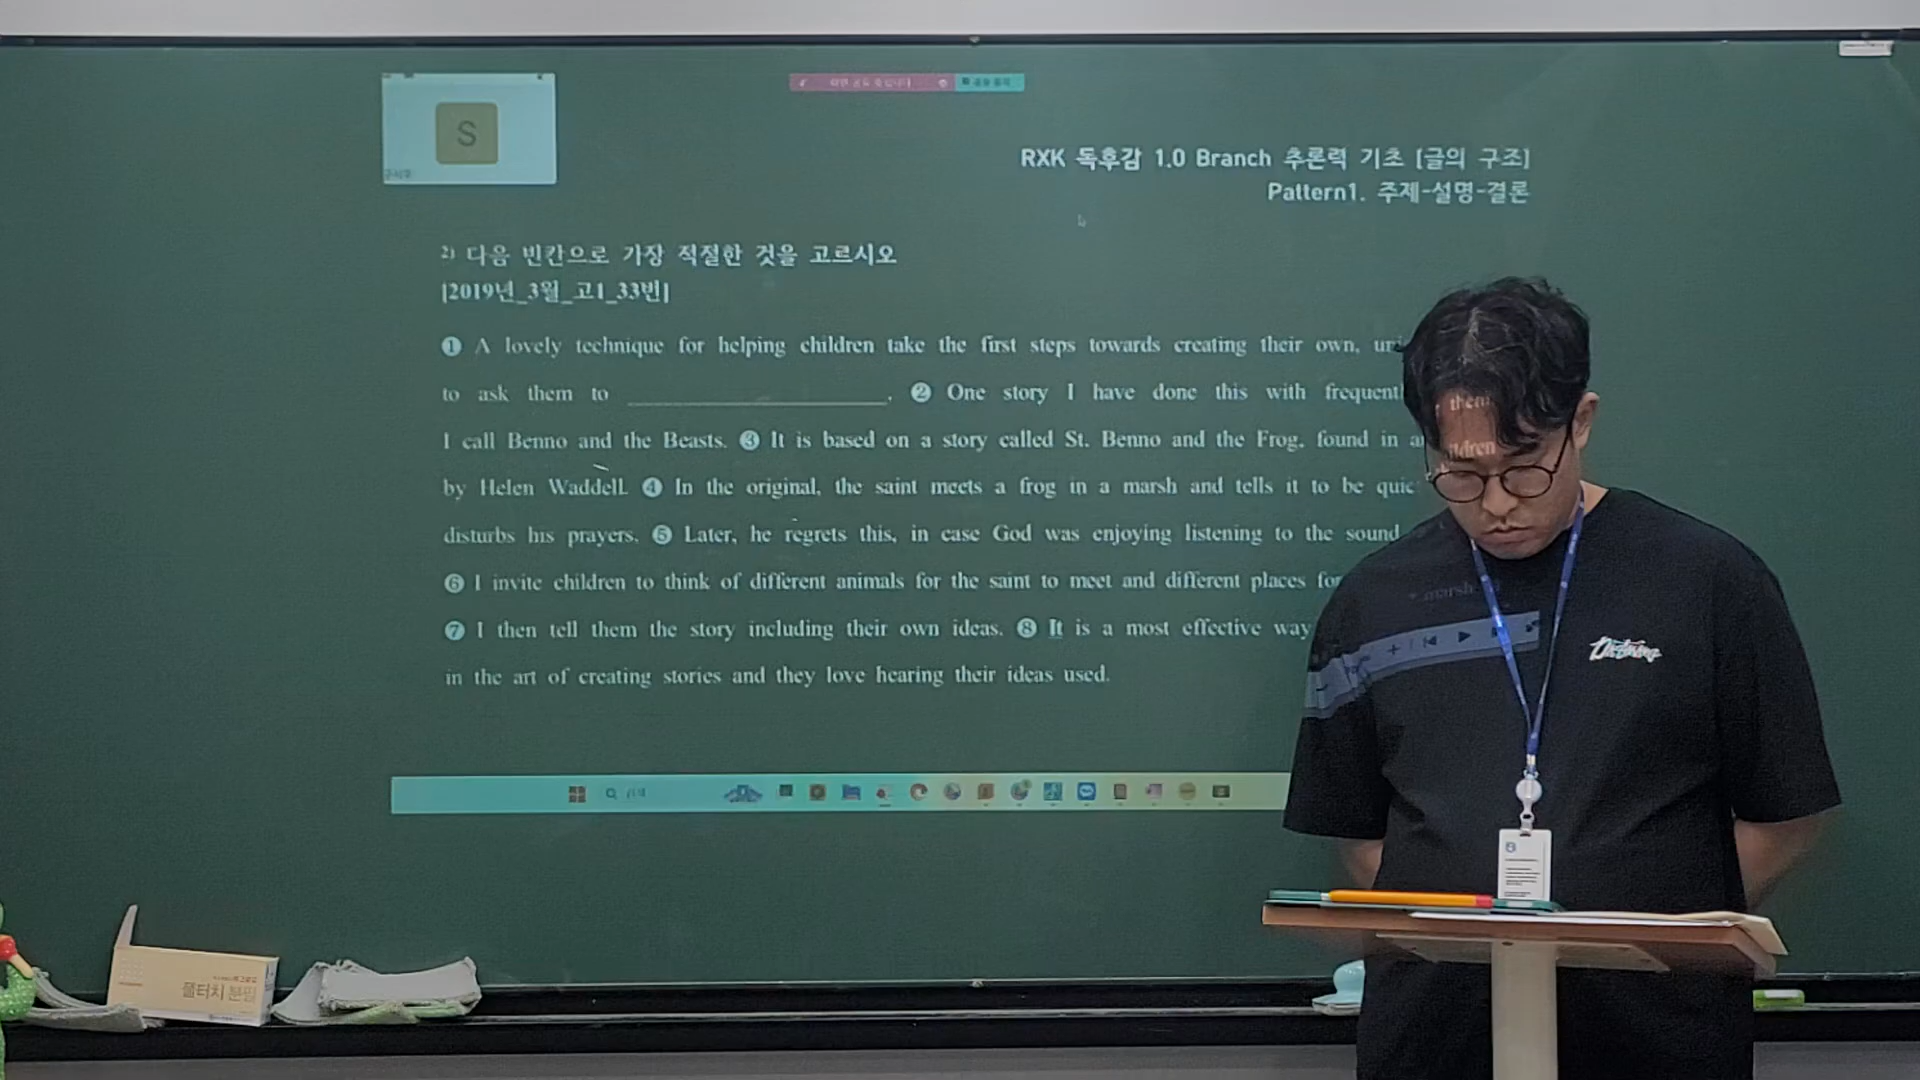 S
RXK 독후감 1.0 Branch 추론력 기초 [글의 구조]
Pattern1. 주제-설명-결론
2) 다음 빈칸으로 가장 적절한 것을 고르시오
[2019년_3월_고1_33번]
❶ A lovely technique for helping children take the first steps towards creating their own,
to ask them to ____________________. ❷ One story I have done this with
I call Benno and the Beasts. ❸ It is based on a story called St. Benno and the Frog, found in
by Helen Waddell. ❹ In the original, the saint meets a frog in a marsh and tells it to be
disturbs his prayers. ❺ Later, he regrets this, in case God was enjoying listening to the sound
❻ I invite children to think of different animals for the saint to meet and different places for
❼ I then tell them the story including their own ideas. ❽ It is a most effective way
in the art of creating stories and they love hearing their ideas used.
them
marsh
풀터치 분필